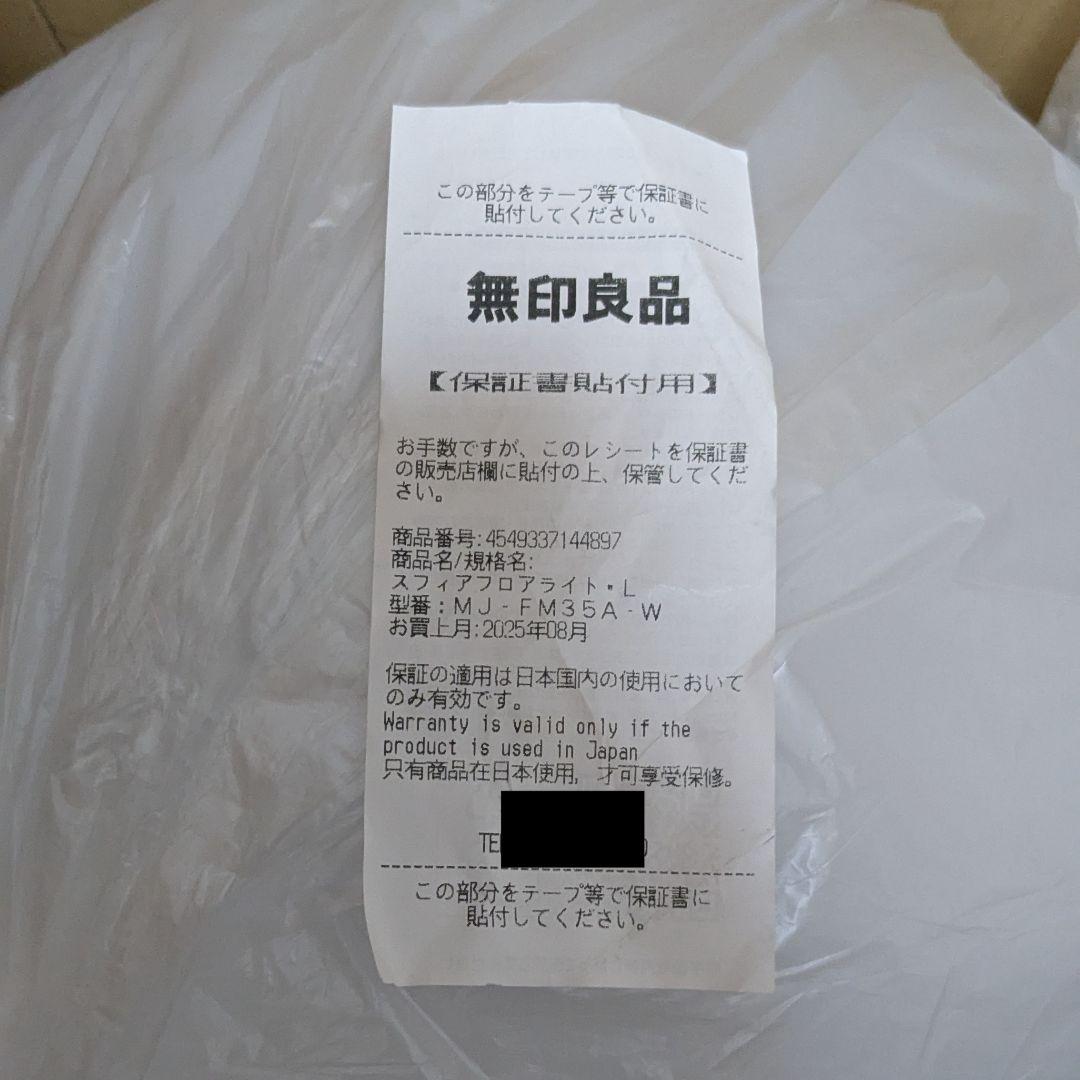 この部分をテープ等で保証書に
貼付してください。
無印良品
【保証書貼付用】
お手数ですが、このレシートを保証書
の販売店欄に貼付の上、保管してくだ
さい。
商品番号:4549337144897
商品名/規格名:
スフィアフロアライト・L
型番:MJ‐FM35A‐W
お買上月:2025年08月
保証の適用は日本国内の使用において
のみ有効です。
Warranty is valid only if the
product is used in Japan
只有商品在日本使用，才可享受保修。
TE
この部分をテープ等で保証書に
貼付してください。